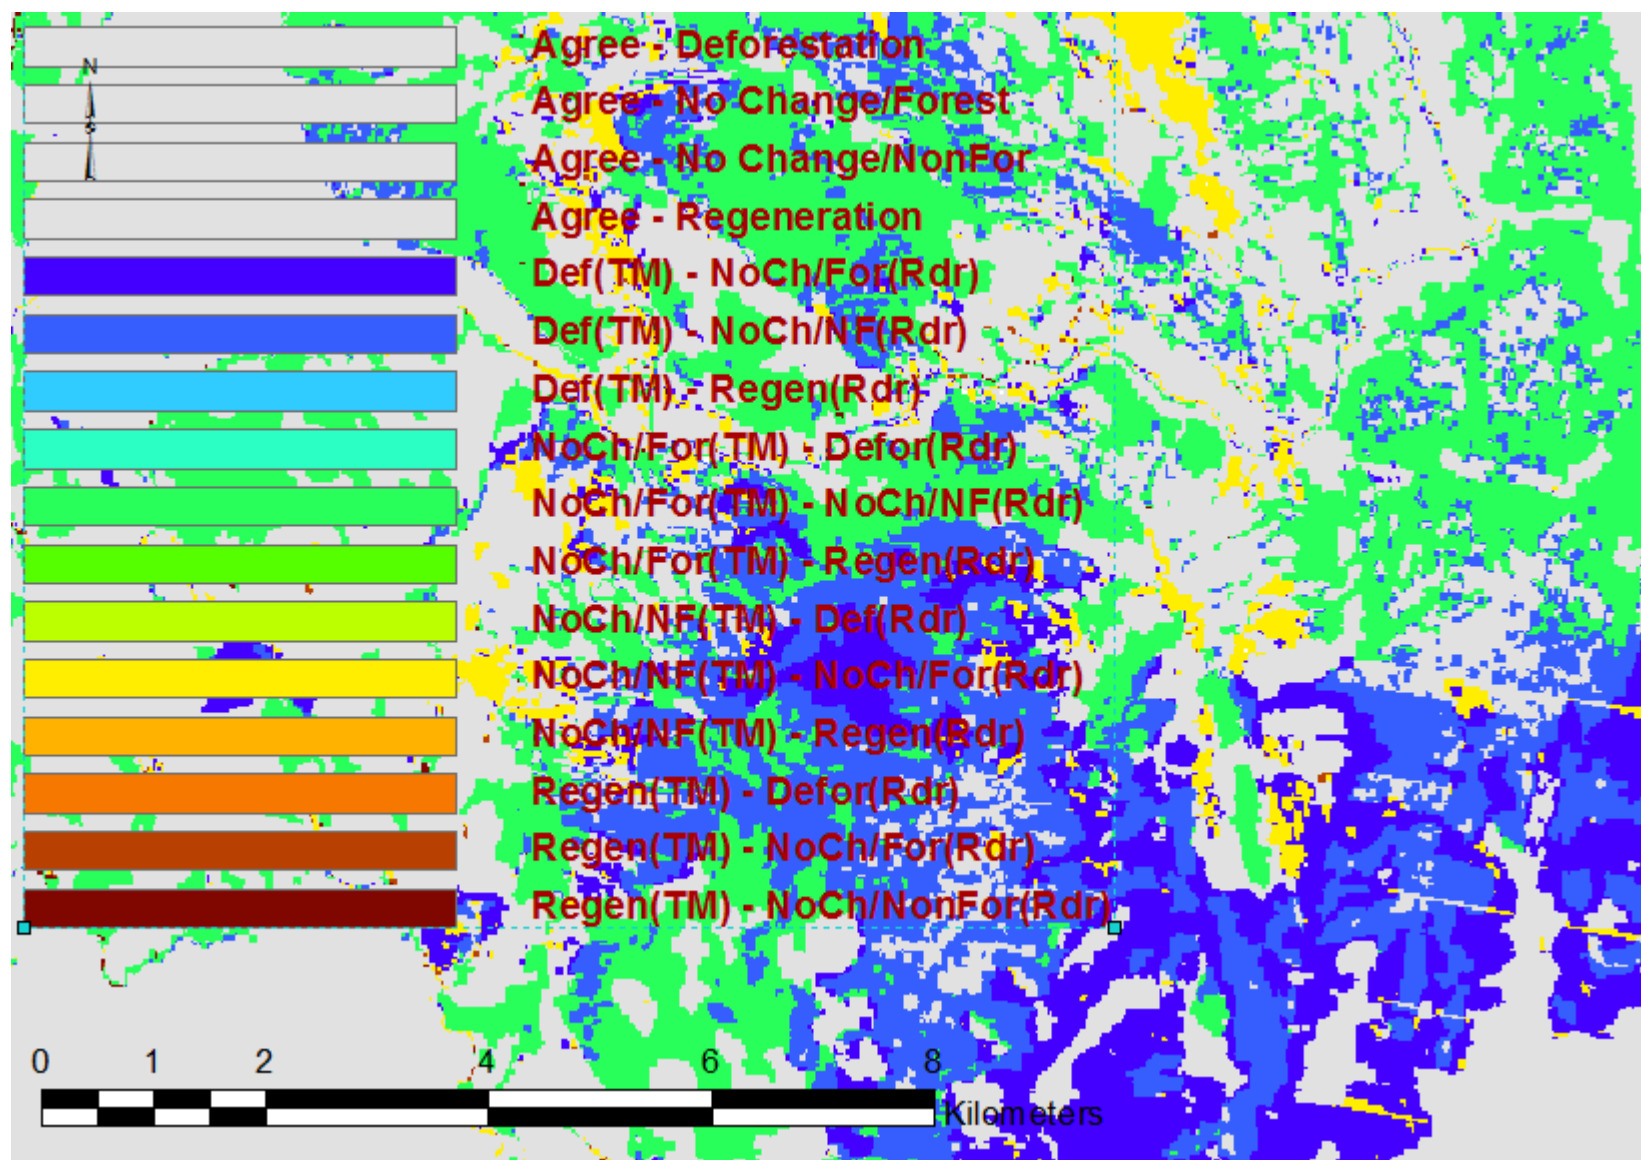 Agree - Deforestation
N
Agree - No Change/Forest
Agree - No Change/NonFor
Agree - Regeneration
Def(TM) - NoCh/For(Rdr)
Def(TM) - NoCh/NF(Rdr)
Def(TM) - Regen(Rdr)
NoCh/For(TM) - Defor(Rdr)
NoCh/For(TM) - NoCh/NF(Rdr)
NoCh/For(TM) - Regen(Rdr)
NoCh/NF(TM) - Def(Rdr)
NoCh/NF(TM) - NoCh/For(Rdr)
NoCh/NF(TM) - Regen(Rdr)
Regen(TM) - Defor(Rdr)
Regen(TM) - NoCh/For(Rdr)
Regen(TM) - NoCh/NonFor(Rdr)
0 1 2 4 6 8
Kilometers